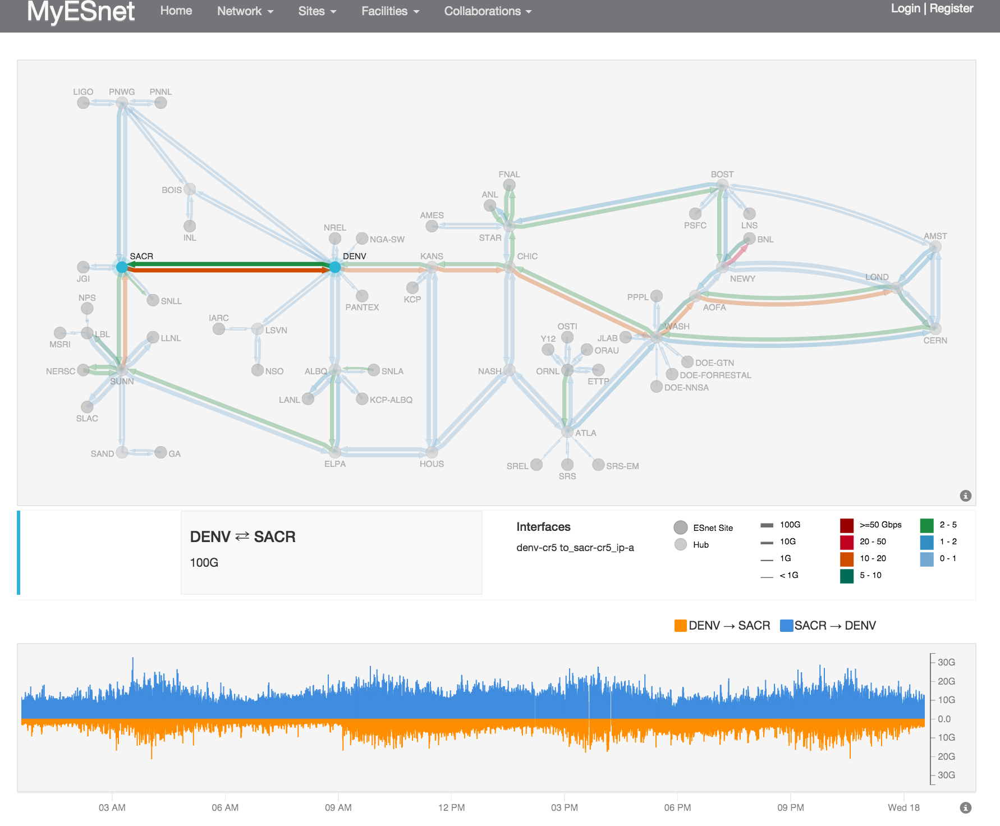 MyESnet Home Network Sites Facilities Collaborations Login | Register
LIGO PNWG PNNL
BOIS
INL
FNAL
ANL
AMES
STAR
BOST
PSFC
LNS
BNL
AMST
NREL
NGA-SW
SACR
DENV
KANS
CHIC
JGI
NEWY
LOND
NPS
SNLL
PANTEX
KCP
PPPL
AOFA
IARC
LSVN
OSTI
WASH
MSRI
LBL
LLNL
Y12
ORAU
JLAB
CERN
NERSC
SUNN
NSO
ALBQ
SNLA
NASH
ORNL
ETTP
DOE-GTN
DOE-FORRESTAL
DOE-NNSA
LANL
KCP-ALBQ
SLAC
ATLA
SAND
GA
ELPA
HOUS
SREL
SRS
SRS-EM
DENV ⇄ SACR
100G
Interfaces
denv-cr5 to_sacr-cr5_ip-a
ESnet Site
Hub
100G
10G
1G
< 1G
>=50 Gbps
20 - 50
10 - 20
5 - 10
2 - 5
1 - 2
0 - 1
DENV → SACR SACR → DENV
30G
20G
10G
0.0
10G
20G
30G
03 AM 06 AM 09 AM 12 PM 03 PM 06 PM 09 PM Wed 18